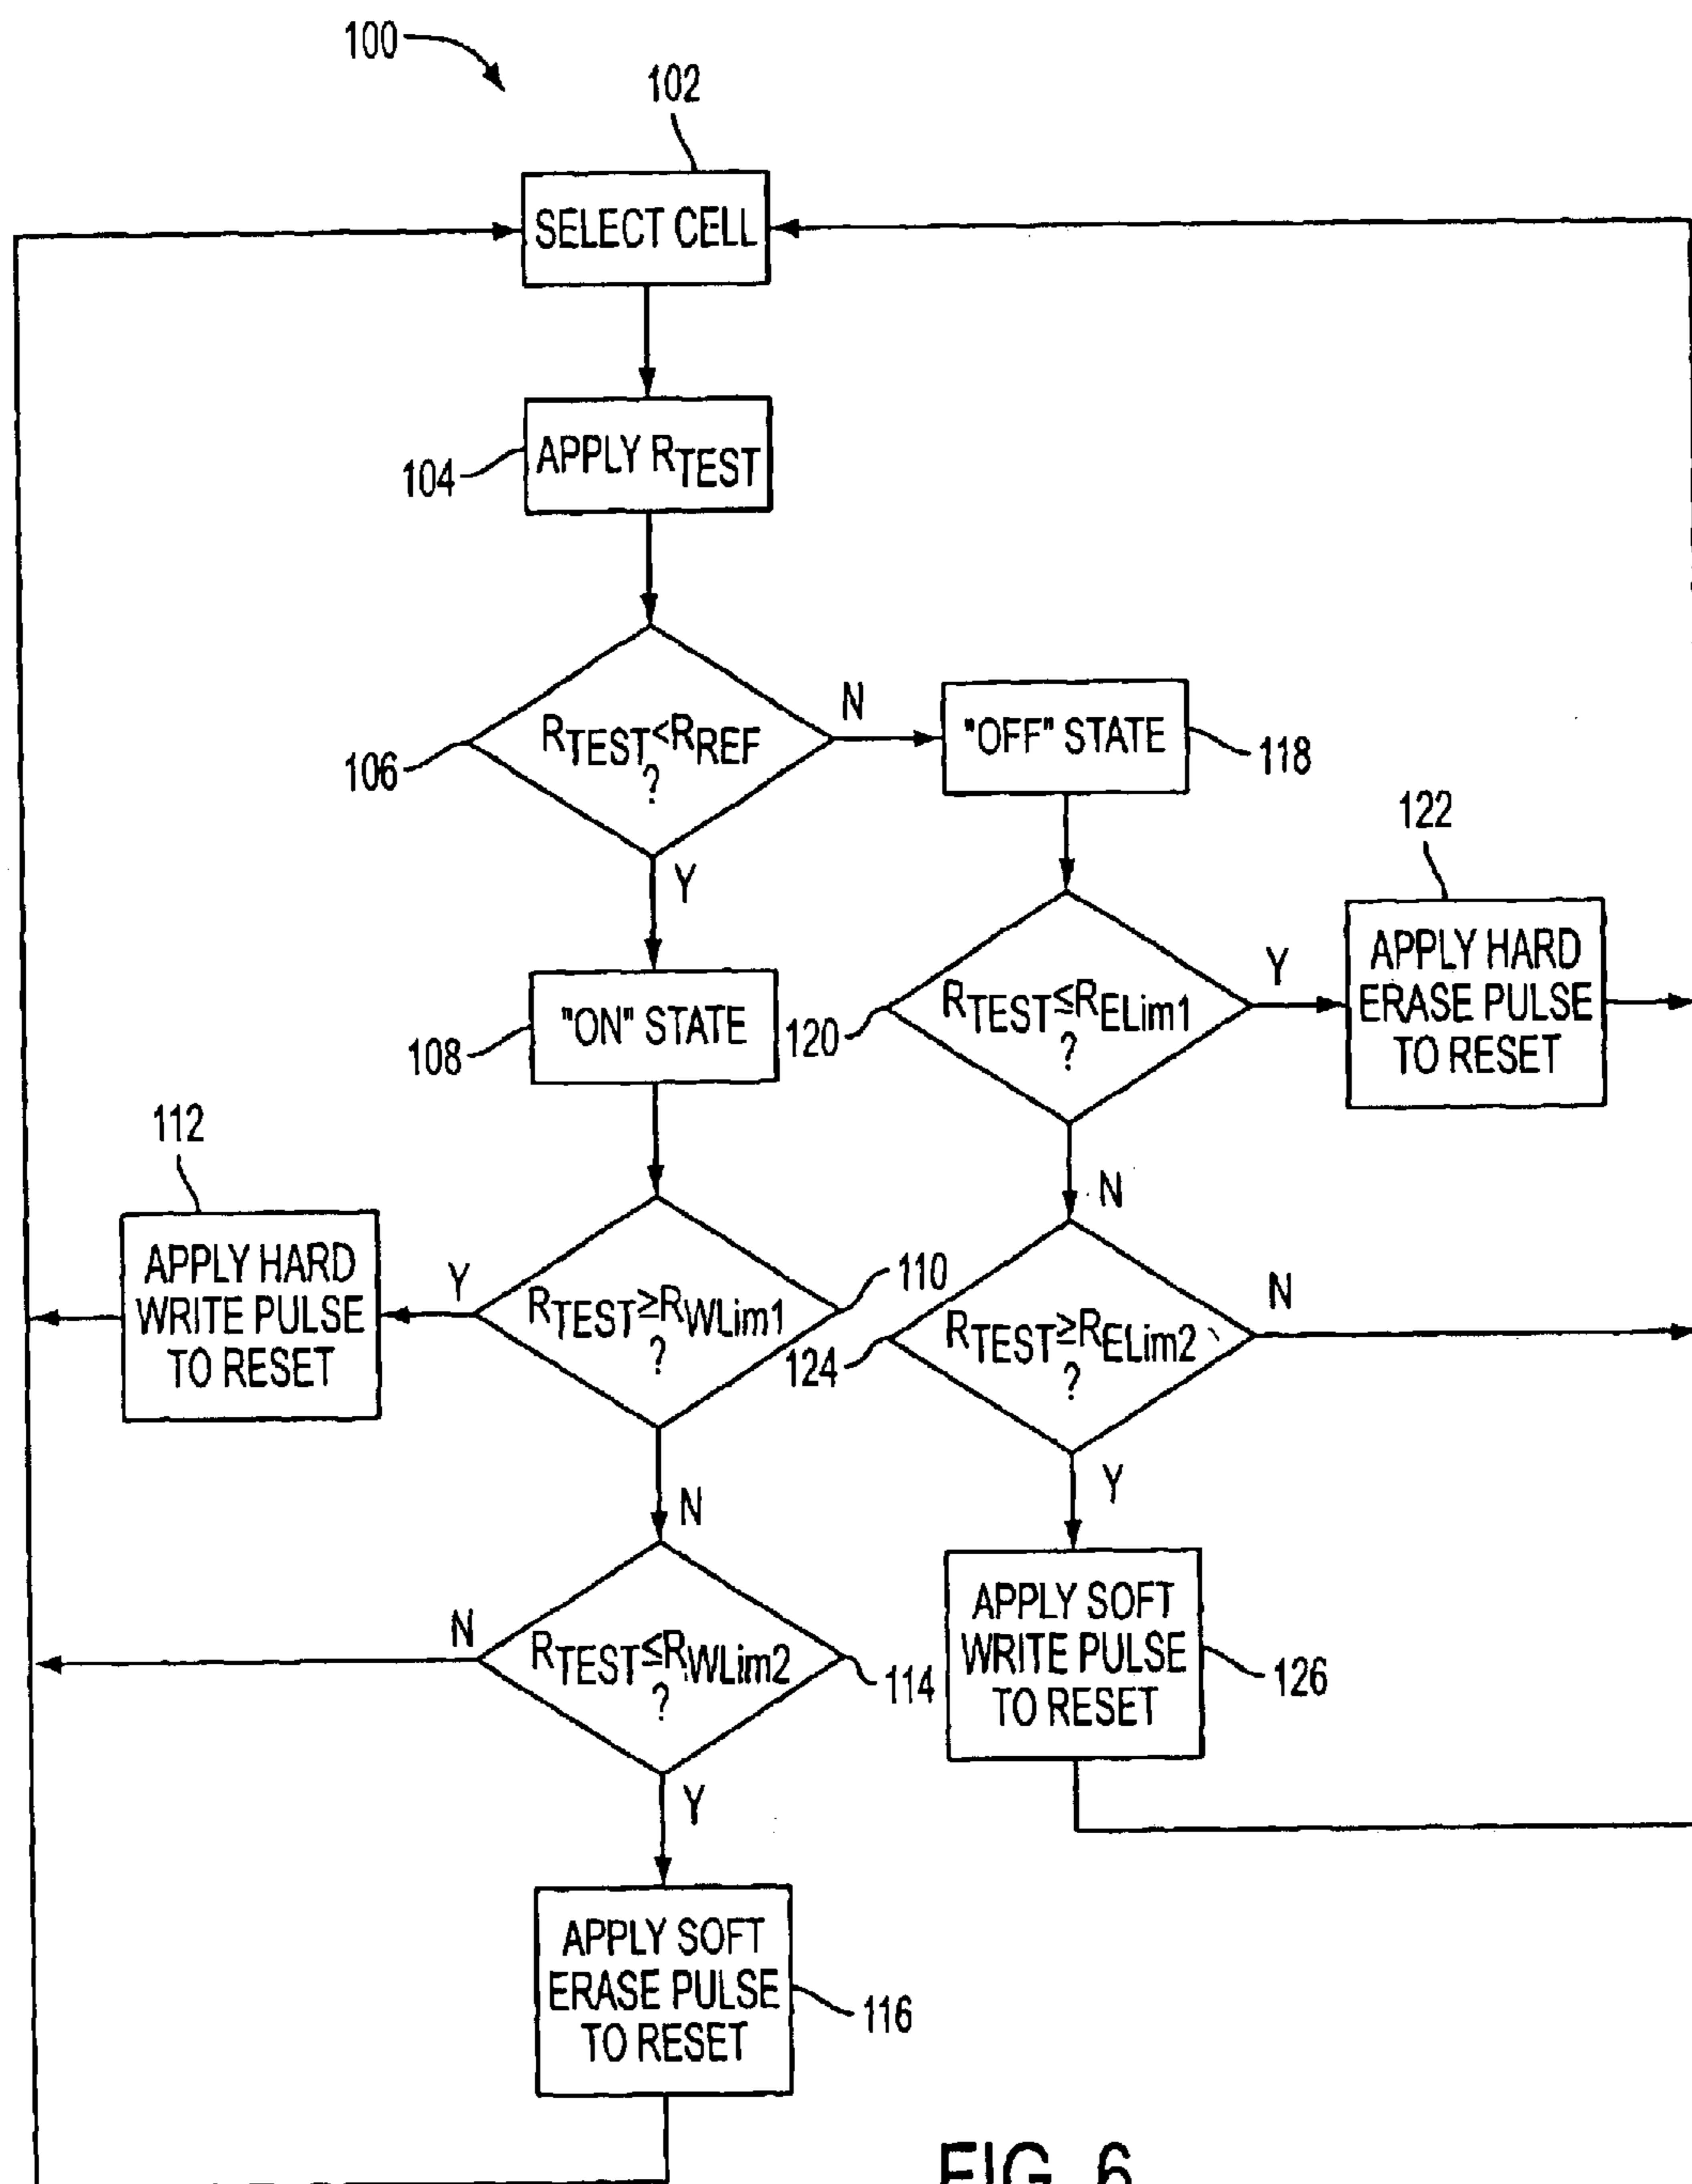 100
102
SELECT CELL
104
APPLY RTEST
106
RTEST<RREF
?
N
"OFF" STATE
118
Y
122
"ON" STATE
108
120
RTEST≤RELim1
?
Y
APPLY HARD
ERASE PULSE
TO RESET
112
N
APPLY HARD
WRITE PULSE
TO RESET
Y
RTEST≥RWLim1
?
110
124
RTEST≥RELim2
?
N
N
Y
N
RTEST≤RWLim2
?
114
APPLY SOFT
WRITE PULSE
TO RESET
126
Y
APPLY SOFT
ERASE PULSE
TO RESET
116
FIG. 6